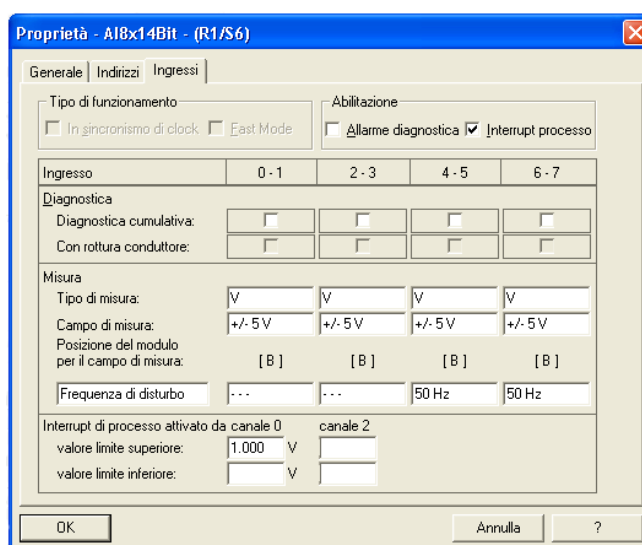 Proprietà - AI8x14Bit - (R1/S6)
Generale Indirizzi Ingressi
Tipo di funzionamento Abilitazione
In sincronismo di clock Fast Mode Allarme diagnostica Interrupt processo
Ingresso 0 - 1 2 - 3 4 - 5 6 - 7
Diagnostica
Diagnostica cumulativa:
Con rottura conduttore:
Misura
Tipo di misura: V V V V
Campo di misura: +/- 5 V +/- 5 V +/- 5 V +/- 5 V
Posizione del modulo
per il campo di misura: [ B ] [ B ] [ B ] [ B ]
Frequenza di disturbo - - - - - - 50 Hz 50 Hz
Interrupt di processo attivato da canale 0 canale 2
valore limite superiore: 1.000 V
valore limite inferiore: V
OK Annulla ?